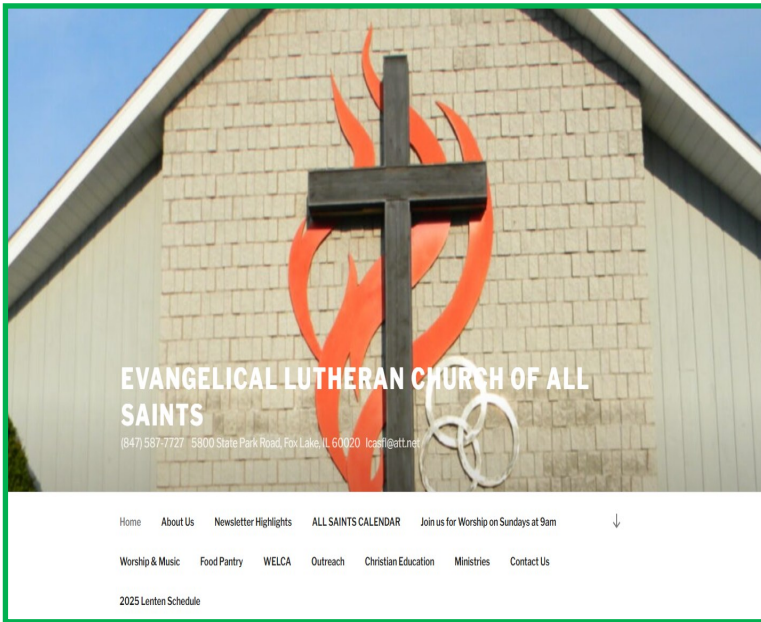 EVANGELICAL LUTHERAN CHURCH OF ALL
SAINTS
(847) 587-7727 5800 State Park Road, Fox Lake, IL 60020 lcasfl@att.net
Home About Us Newsletter Highlights ALL SAINTS CALENDAR Join us for Worship on Sundays at 9am
Worship & Music Food Pantry WELCA Outreach Christian Education Ministries Contact Us
2025 Lenten Schedule